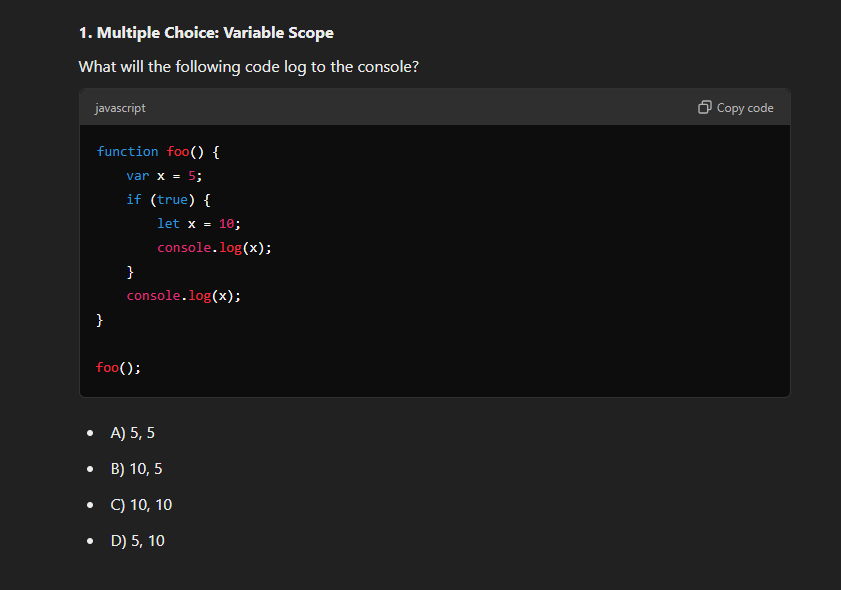 1. Multiple Choice: Variable Scope
What will the following code log to the console?
javascript Copy code
function foo() {
    var x = 5;
    if (true) {
        let x = 10;
        console.log(x);
    }
    console.log(x);
}

foo();
• A) 5, 5
• B) 10, 5
• C) 10, 10
• D) 5, 10